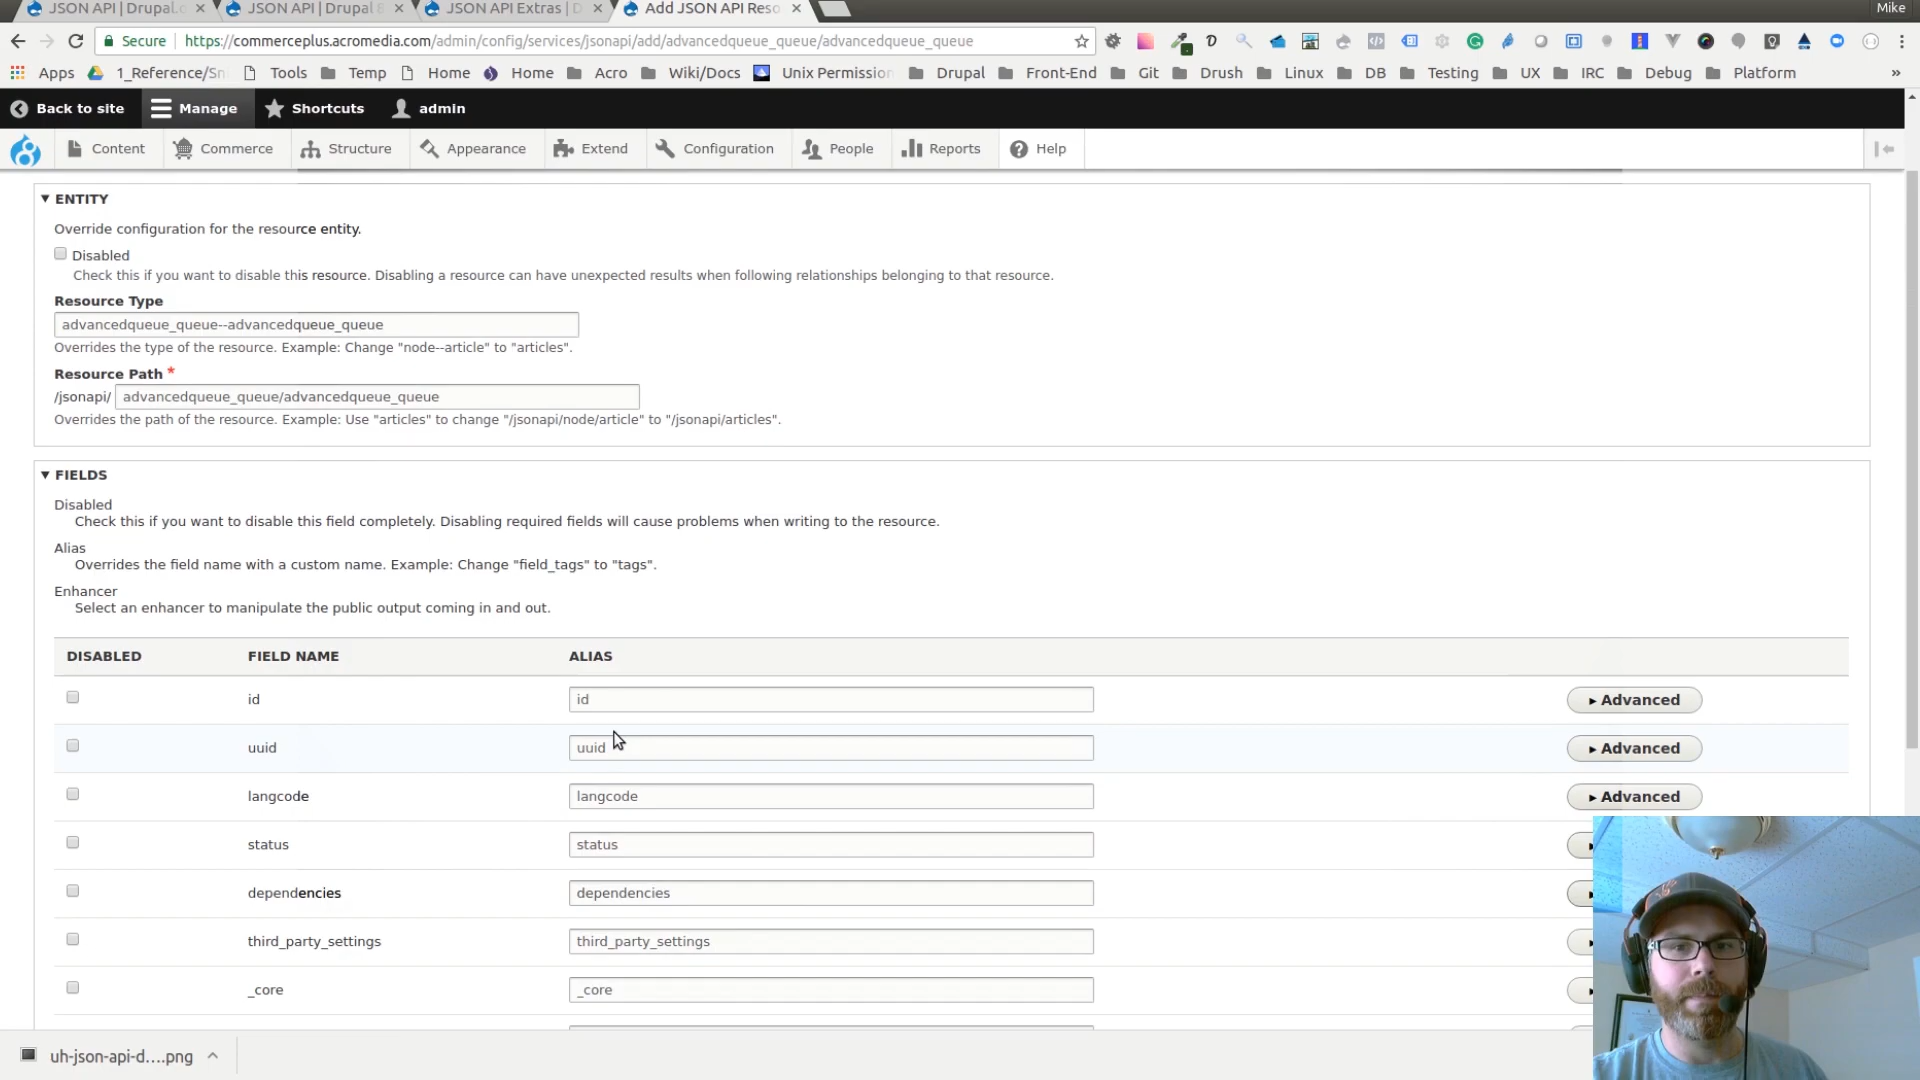 JSON API | Drupal.o
JSON API | Drupal 8
JSON API Extras | D
Add JSON API Reso
Mike
Secure
https://commerceplus.acromedia.com/admin/config/services/jsonapi/add/advancedqueue_queue/advancedqueue_queue
Apps
1_Reference/Sni
Tools
Temp
Home
Home
Acro
Wiki/Docs
Unix Permission
Drupal
Front-End
Git
Drush
Linux
DB
Testing
UX
IRC
Debug
Platform
»
Back to site
Manage
Shortcuts
admin
Content
Commerce
Structure
Appearance
Extend
Configuration
People
Reports
Help
ENTITY
Override configuration for the resource entity.
Disabled
Check this if you want to disable this resource. Disabling a resource can have unexpected results when following relationships belonging to that resource.
Resource Type
advancedqueue_queue--advancedqueue_queue
Overrides the type of the resource. Example: Change "node--article" to "articles".
Resource Path *
/jsonapi/ advancedqueue_queue/advancedqueue_queue
Overrides the path of the resource. Example: Use "articles" to change "/jsonapi/node/article" to "/jsonapi/articles".
FIELDS
Disabled
Check this if you want to disable this field completely. Disabling required fields will cause problems when writing to the resource.
Alias
Overrides the field name with a custom name. Example: Change "field_tags" to "tags".
Enhancer
Select an enhancer to manipulate the public output coming in and out.
DISABLED FIELD NAME ALIAS
id id Advanced
uuid uuid Advanced
langcode langcode Advanced
status status
dependencies dependencies
third_party_settings third_party_settings
_core _core
uh-json-api-d....png